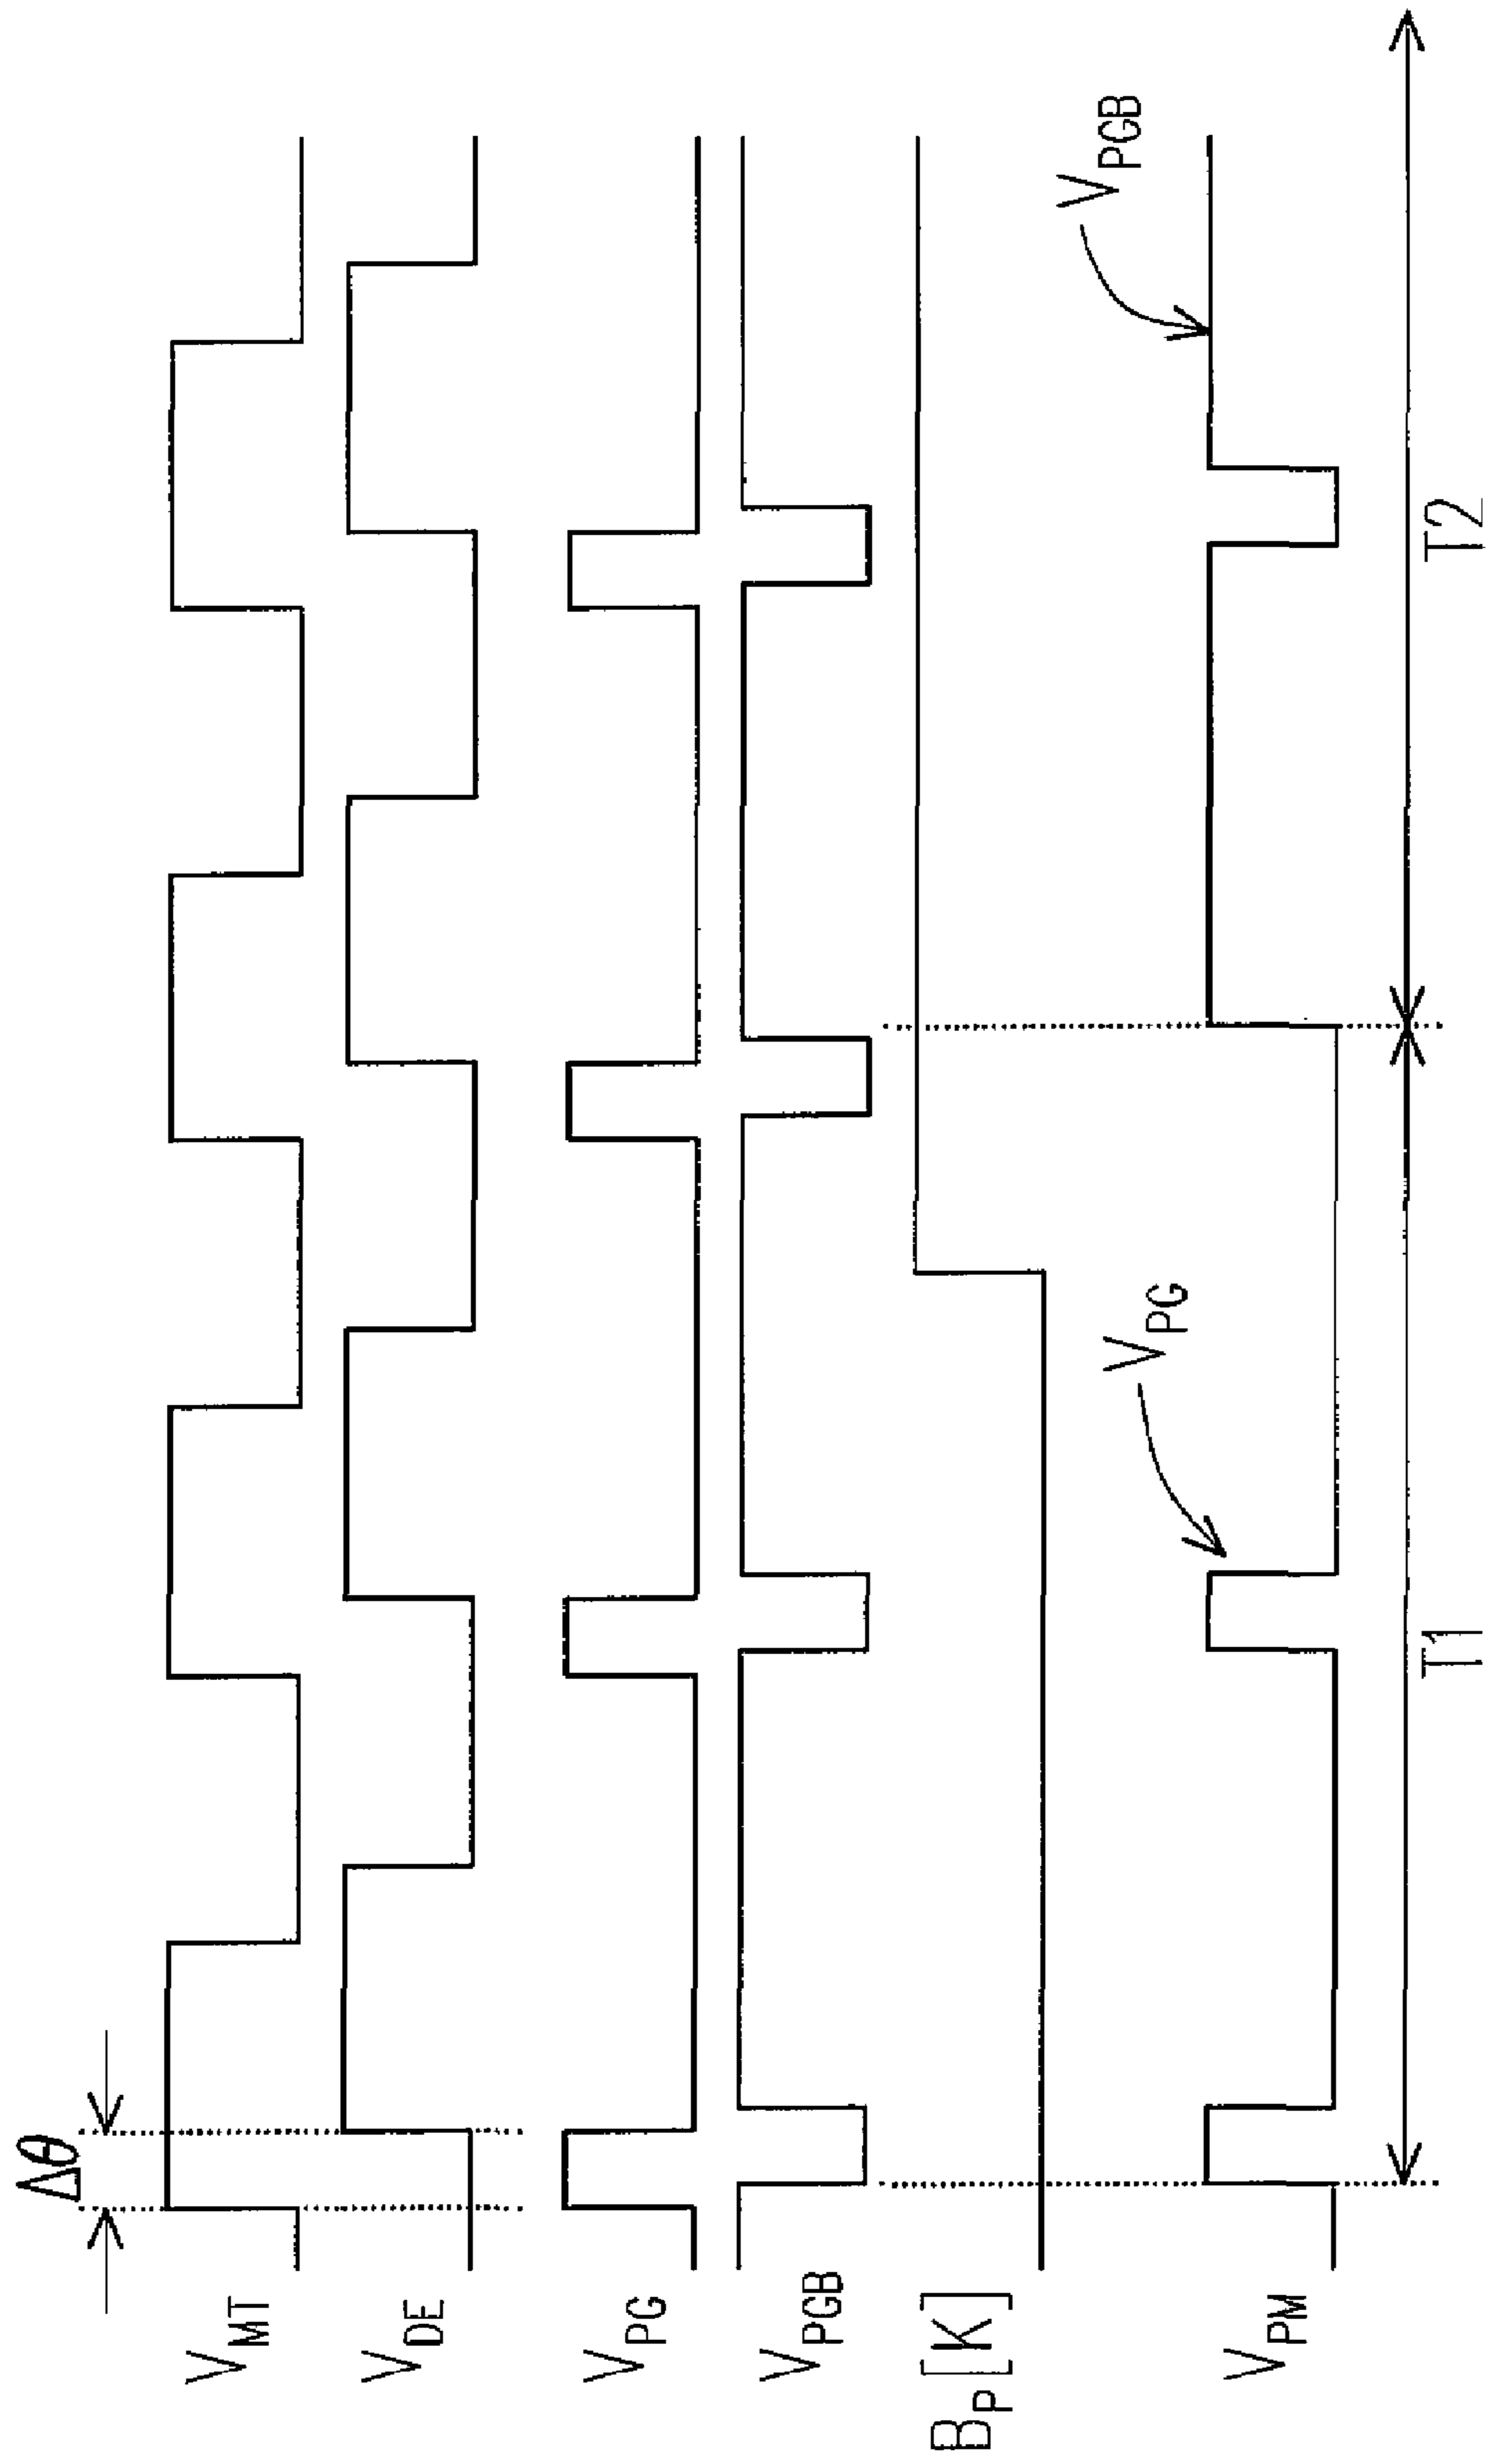 Δθ
V_MT
V_DE
V_PG
V_PGB
B_P[K]
V_PM
V_PG
V_PGB
T1
T2